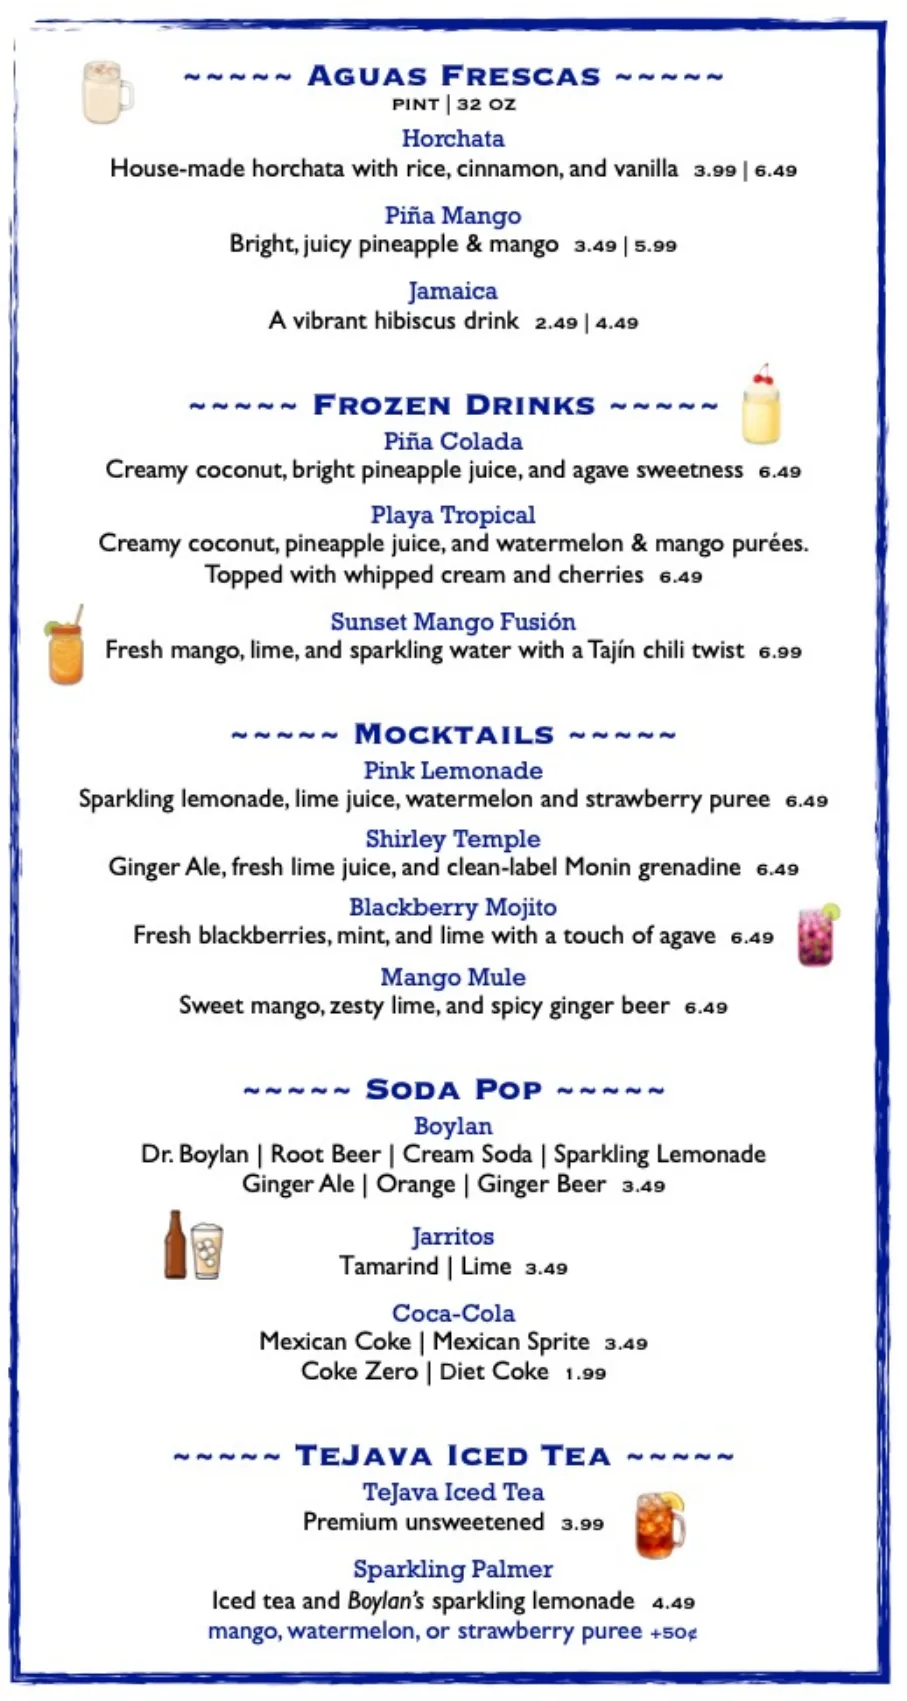 ~~~~~ AGUAS FRESCAS ~~~~~
PINT | 32 OZ
Horchata
House-made horchata with rice, cinnamon, and vanilla 3.99 | 6.49
Piña Mango
Bright, juicy pineapple & mango 3.49 | 5.99
Jamaica
A vibrant hibiscus drink 2.49 | 4.49
~~~~~ FROZEN DRINKS ~~~~~
Piña Colada
Creamy coconut, bright pineapple juice, and agave sweetness 6.49
Playa Tropical
Creamy coconut, pineapple juice, and watermelon & mango purées.
Topped with whipped cream and cherries 6.49
Sunset Mango Fusión
Fresh mango, lime, and sparkling water with a Tajín chili twist 6.99
~~~~~ MOCKTAILS ~~~~~
Pink Lemonade
Sparkling lemonade, lime juice, watermelon and strawberry puree 6.49
Shirley Temple
Ginger Ale, fresh lime juice, and clean-label Monin grenadine 6.49
Blackberry Mojito
Fresh blackberries, mint, and lime with a touch of agave 6.49
Mango Mule
Sweet mango, zesty lime, and spicy ginger beer 6.49
~~~~~ SODA POP ~~~~~
Boylan
Dr. Boylan | Root Beer | Cream Soda | Sparkling Lemonade
Ginger Ale | Orange | Ginger Beer 3.49
Jarritos
Tamarind | Lime 3.49
Coca-Cola
Mexican Coke | Mexican Sprite 3.49
Coke Zero | Diet Coke 1.99
~~~~~ TEJAVA ICED TEA ~~~~~
TeJava Iced Tea
Premium unsweetened 3.99
Sparkling Palmer
Iced tea and Boylan's sparkling lemonade 4.49
mango, watermelon, or strawberry puree +50¢